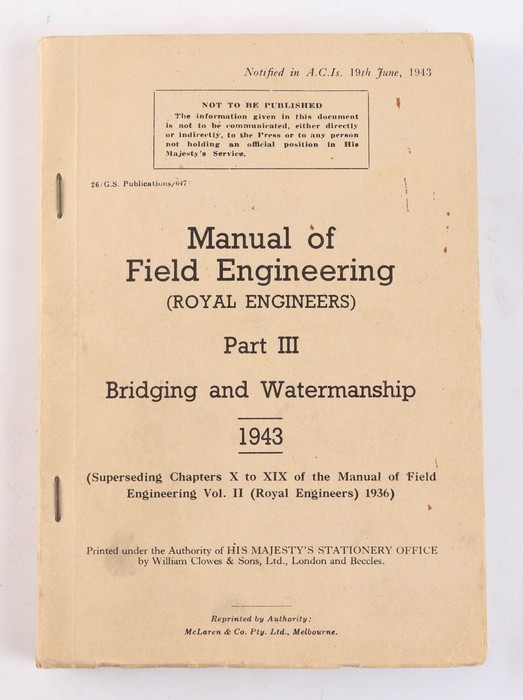 Notified in A.C.Is. 19th June, 1943
NOT TO BE PUBLISHED
The information given in this document
is not to be communicated, either directly
or indirectly, to the Press or to any person
not holding an official position in His
Majesty's Service.
26/G.S. Publications/647
Manual of
Field Engineering
(ROYAL ENGINEERS)
Part III
Bridging and Watermanship
1943
(Superseding Chapters X to XIX of the Manual of Field
Engineering Vol. II (Royal Engineers) 1936)
Printed under the Authority of HIS MAJESTY'S STATIONERY OFFICE
by William Clowes & Sons, Ltd., London and Beccles.
Reprinted by Authority:
McLaren & Co. Pty. Ltd., Melbourne.